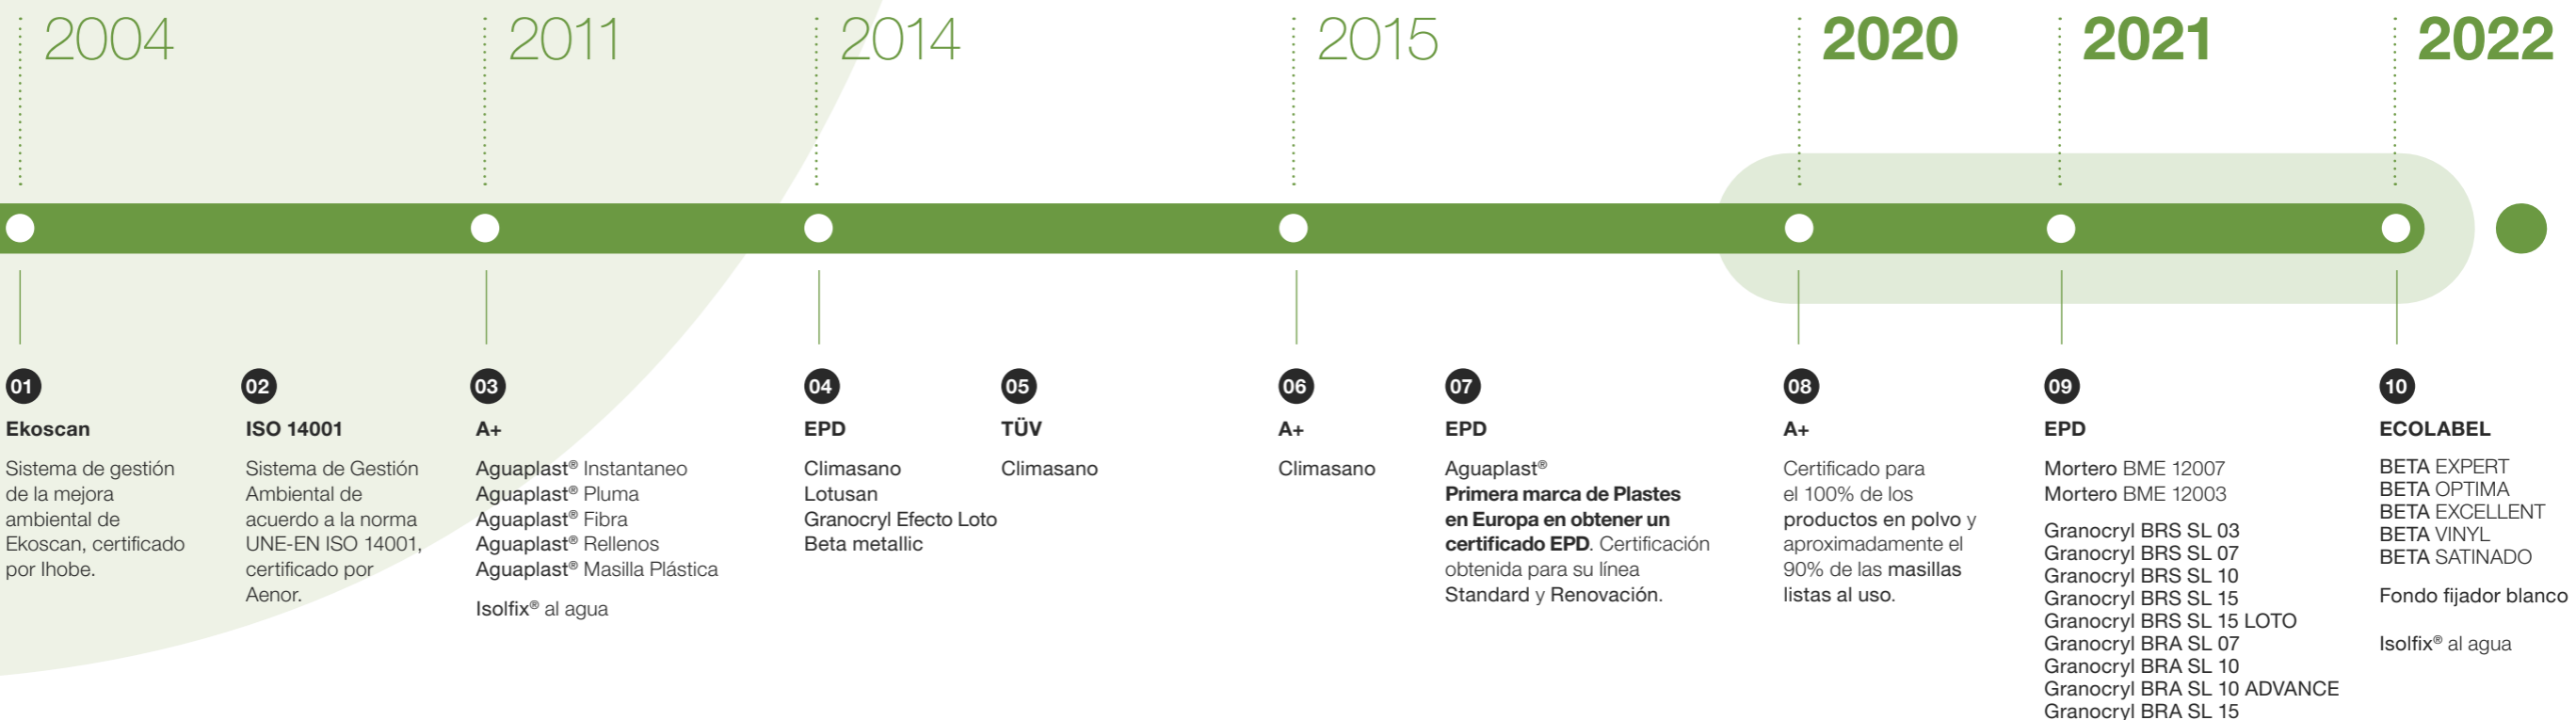 2004
2011
2014
2015
2020
2021
2022
01
Ekoscan
Sistema de gestión
de la mejora
ambiental de
Ekoscan, certificado
por Ihobe.
02
ISO 14001
Sistema de Gestión
Ambiental de
acuerdo a la norma
UNE-EN ISO 14001,
certificado por
Aenor.
03
A+
Aguaplast® Instantaneo
Aguaplast® Pluma
Aguaplast® Fibra
Aguaplast® Rellenos
Aguaplast® Masilla Plástica
Isolfix® al agua
04
EPD
Climasano
Lotusan
Granocryl Efecto Loto
Beta metallic
05
TÜV
Climasano
06
A+
Climasano
07
EPD
Aguaplast®
Primera marca de Plastes
en Europa en obtener un
certificado EPD. Certificación
obtenida para su línea
Standard y Renovación.
08
A+
Certificado para
el 100% de los
productos en polvo y
aproximadamente el
90% de las masillas
listas al uso.
09
EPD
Mortero BME 12007
Mortero BME 12003
Granocryl BRS SL 03
Granocryl BRS SL 07
Granocryl BRS SL 10
Granocryl BRS SL 15
Granocryl BRS SL 15 LOTO
Granocryl BRA SL 07
Granocryl BRA SL 10
Granocryl BRA SL 10 ADVANCE
Granocryl BRA SL 15
10
ECOLABEL
BETA EXPERT
BETA OPTIMA
BETA EXCELLENT
BETA VINYL
BETA SATINADO
Fondo fijador blanco
Isolfix® al agua